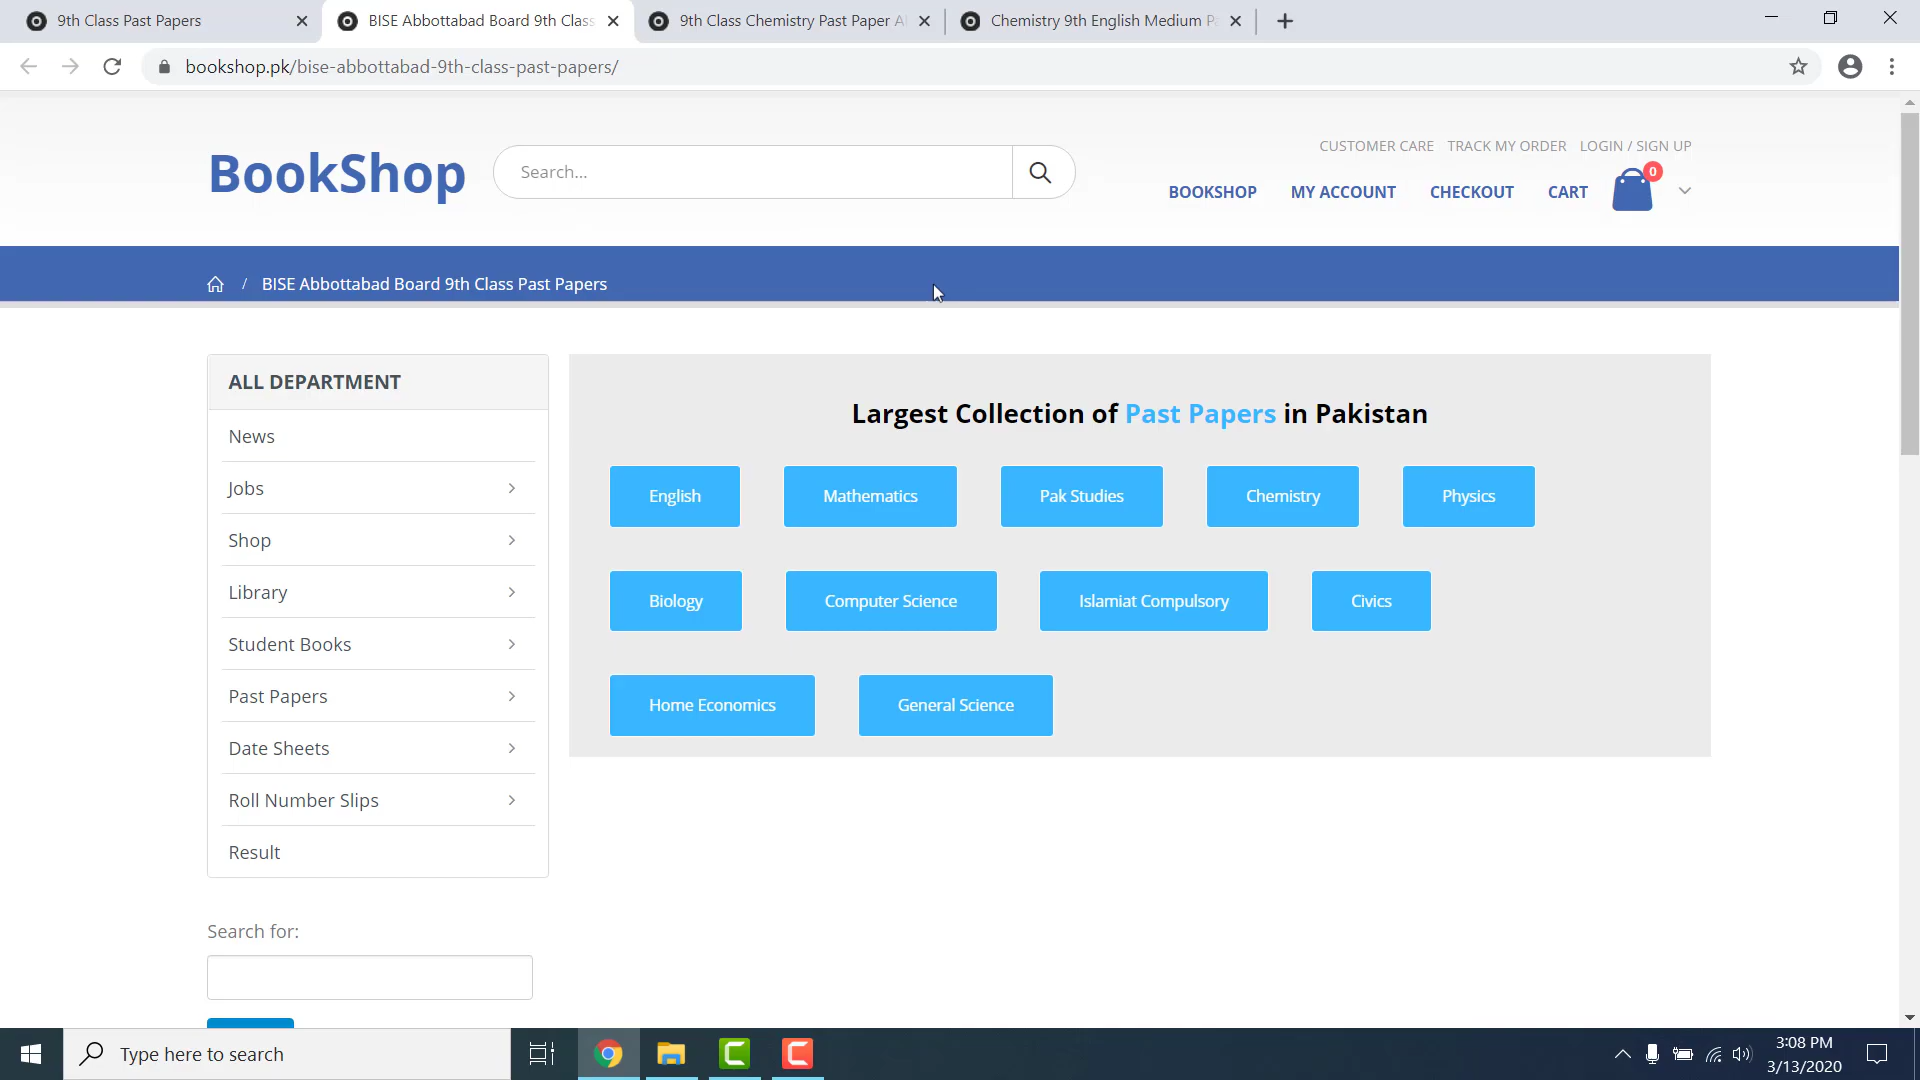 9th Class Past Papers
BISE Abbottabad Board 9th Class
9th Class Chemistry Past Paper
Chemistry 9th English Medium
bookshop.pk/bise-abbottabad-9th-class-past-papers/
BookShop
Search...
CUSTOMER CARE TRACK MY ORDER LOGIN / SIGN UP
BOOKSHOP MY ACCOUNT CHECKOUT CART 0
/ BISE Abbottabad Board 9th Class Past Papers
ALL DEPARTMENT
News
Jobs
Shop
Library
Student Books
Past Papers
Date Sheets
Roll Number Slips
Result
Search for:
Largest Collection of Past Papers in Pakistan
English Mathematics Pak Studies Chemistry Physics
Biology Computer Science Islamiat Compulsory Civics
Home Economics General Science
Type here to search
3:08 PM
3/13/2020